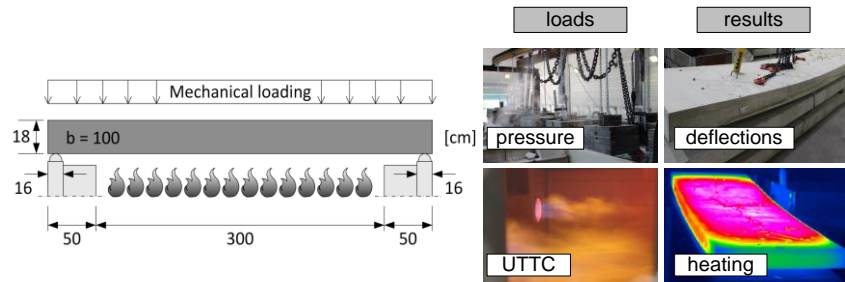 loads
results
Mechanical loading
18
b = 100
[cm]
16
16
50
300
50
pressure
deflections
UTTC
heating